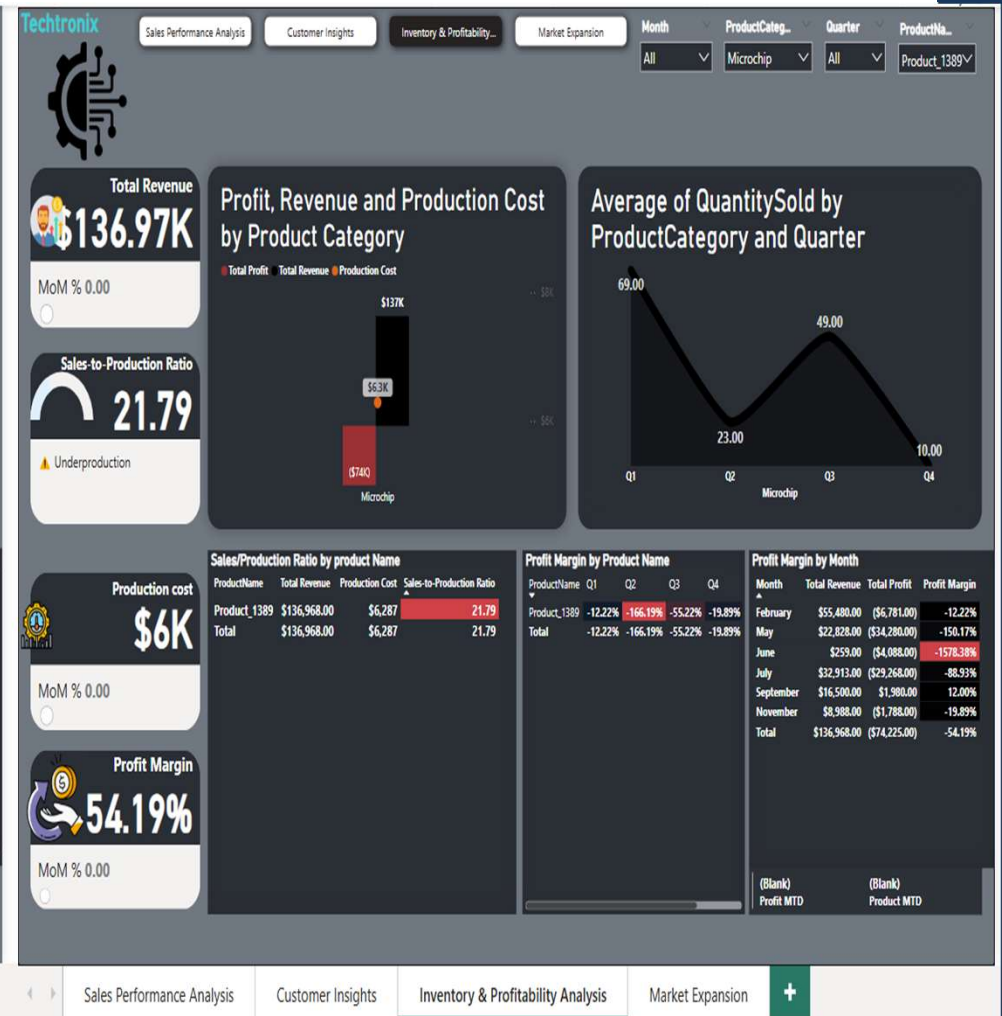 Techtronix
Sales Performance Analysis
Customer Insights
Inventory & Profitability...
Market Expansion
Month
ProductCateg...
Quarter
ProductNa...
All
Microchip
All
Product_1389
Total Revenue
$136.97K
MoM % 0.00
Sales-to-Production Ratio
21.79
Underproduction
Production cost
$6K
MoM % 0.00
Profit Margin
54.19%
MoM % 0.00
Profit, Revenue and Production Cost
by Product Category
Total Profit Total Revenue Production Cost
$137K
$8K
$6.3K
$6K
($74K)
Microchip
Average of QuantitySold by
ProductCategory and Quarter
69.00
49.00
23.00
10.00
Q1 Q2 Q3 Q4
Microchip
Sales/Production Ratio by product Name
ProductName Total Revenue Production Cost Sales-to-Production Ratio
Product_1389 $136,968.00 $6,287 21.79
Total $136,968.00 $6,287 21.79
Profit Margin by Product Name
ProductName Q1 Q2 Q3 Q4
Product_1389 -12.22% -166.19% -55.22% -19.89%
Total -12.22% -166.19% -55.22% -19.89%
Profit Margin by Month
Month Total Revenue Total Profit Profit Margin
February $55,480.00 ($6,781.00) -12.22%
May $22,828.00 ($34,280.00) -150.17%
June $259.00 ($4,088.00) -1578.38%
July $32,913.00 ($29,268.00) -88.93%
September $16,500.00 $1,980.00 12.00%
November $8,988.00 ($1,788.00) -19.89%
Total $136,968.00 ($74,225.00) -54.19%
(Blank) (Blank)
Profit MTD Product MTD
Sales Performance Analysis
Customer Insights
Inventory & Profitability Analysis
Market Expansion
+